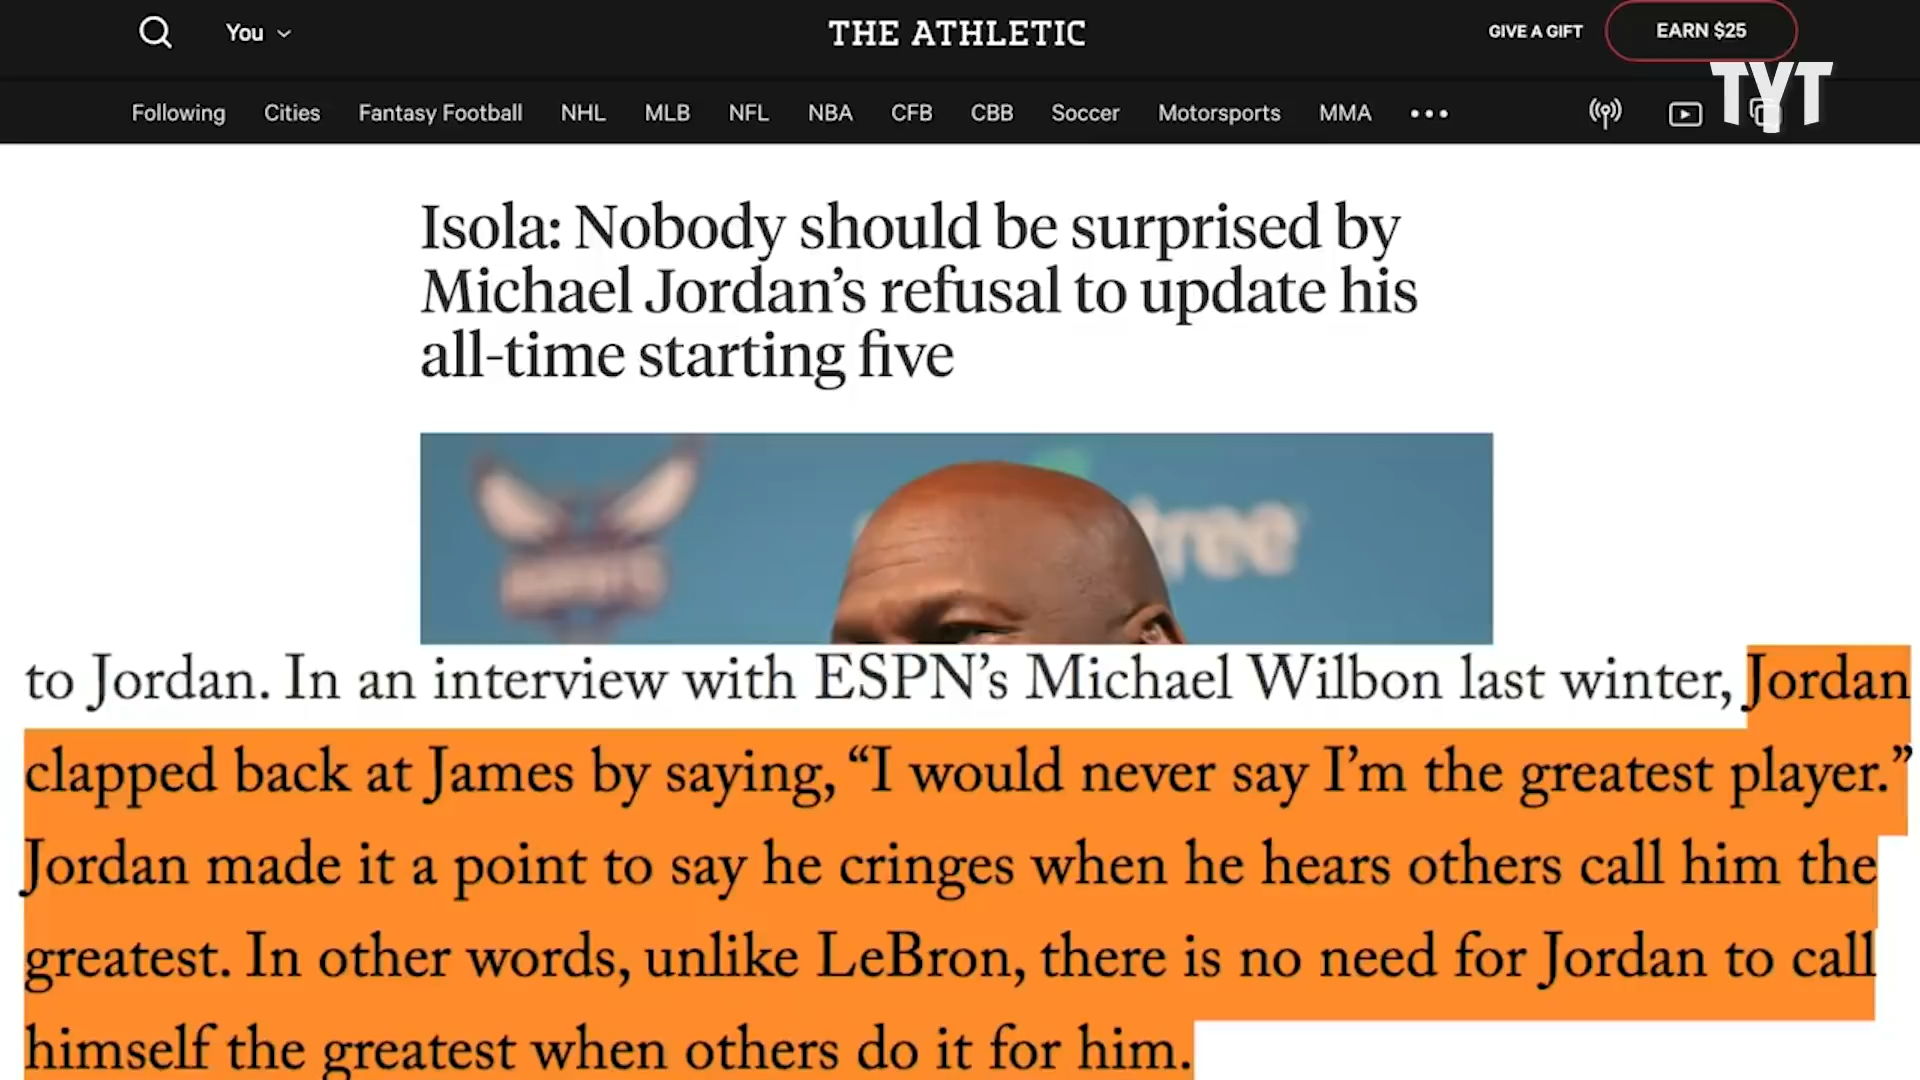 You
THE ATHLETIC
GIVE A GIFT
EARN $25
TYT
Following Cities Fantasy Football NHL MLB NFL NBA CFB CBB Soccer Motorsports MMA
Isola: Nobody should be surprised by
Michael Jordan’s refusal to update his
all-time starting five
ree
to Jordan. In an interview with ESPN’s Michael Wilbon last winter, Jordan
clapped back at James by saying, “I would never say I’m the greatest player.”
Jordan made it a point to say he cringes when he hears others call him the
greatest. In other words, unlike LeBron, there is no need for Jordan to call
himself the greatest when others do it for him.